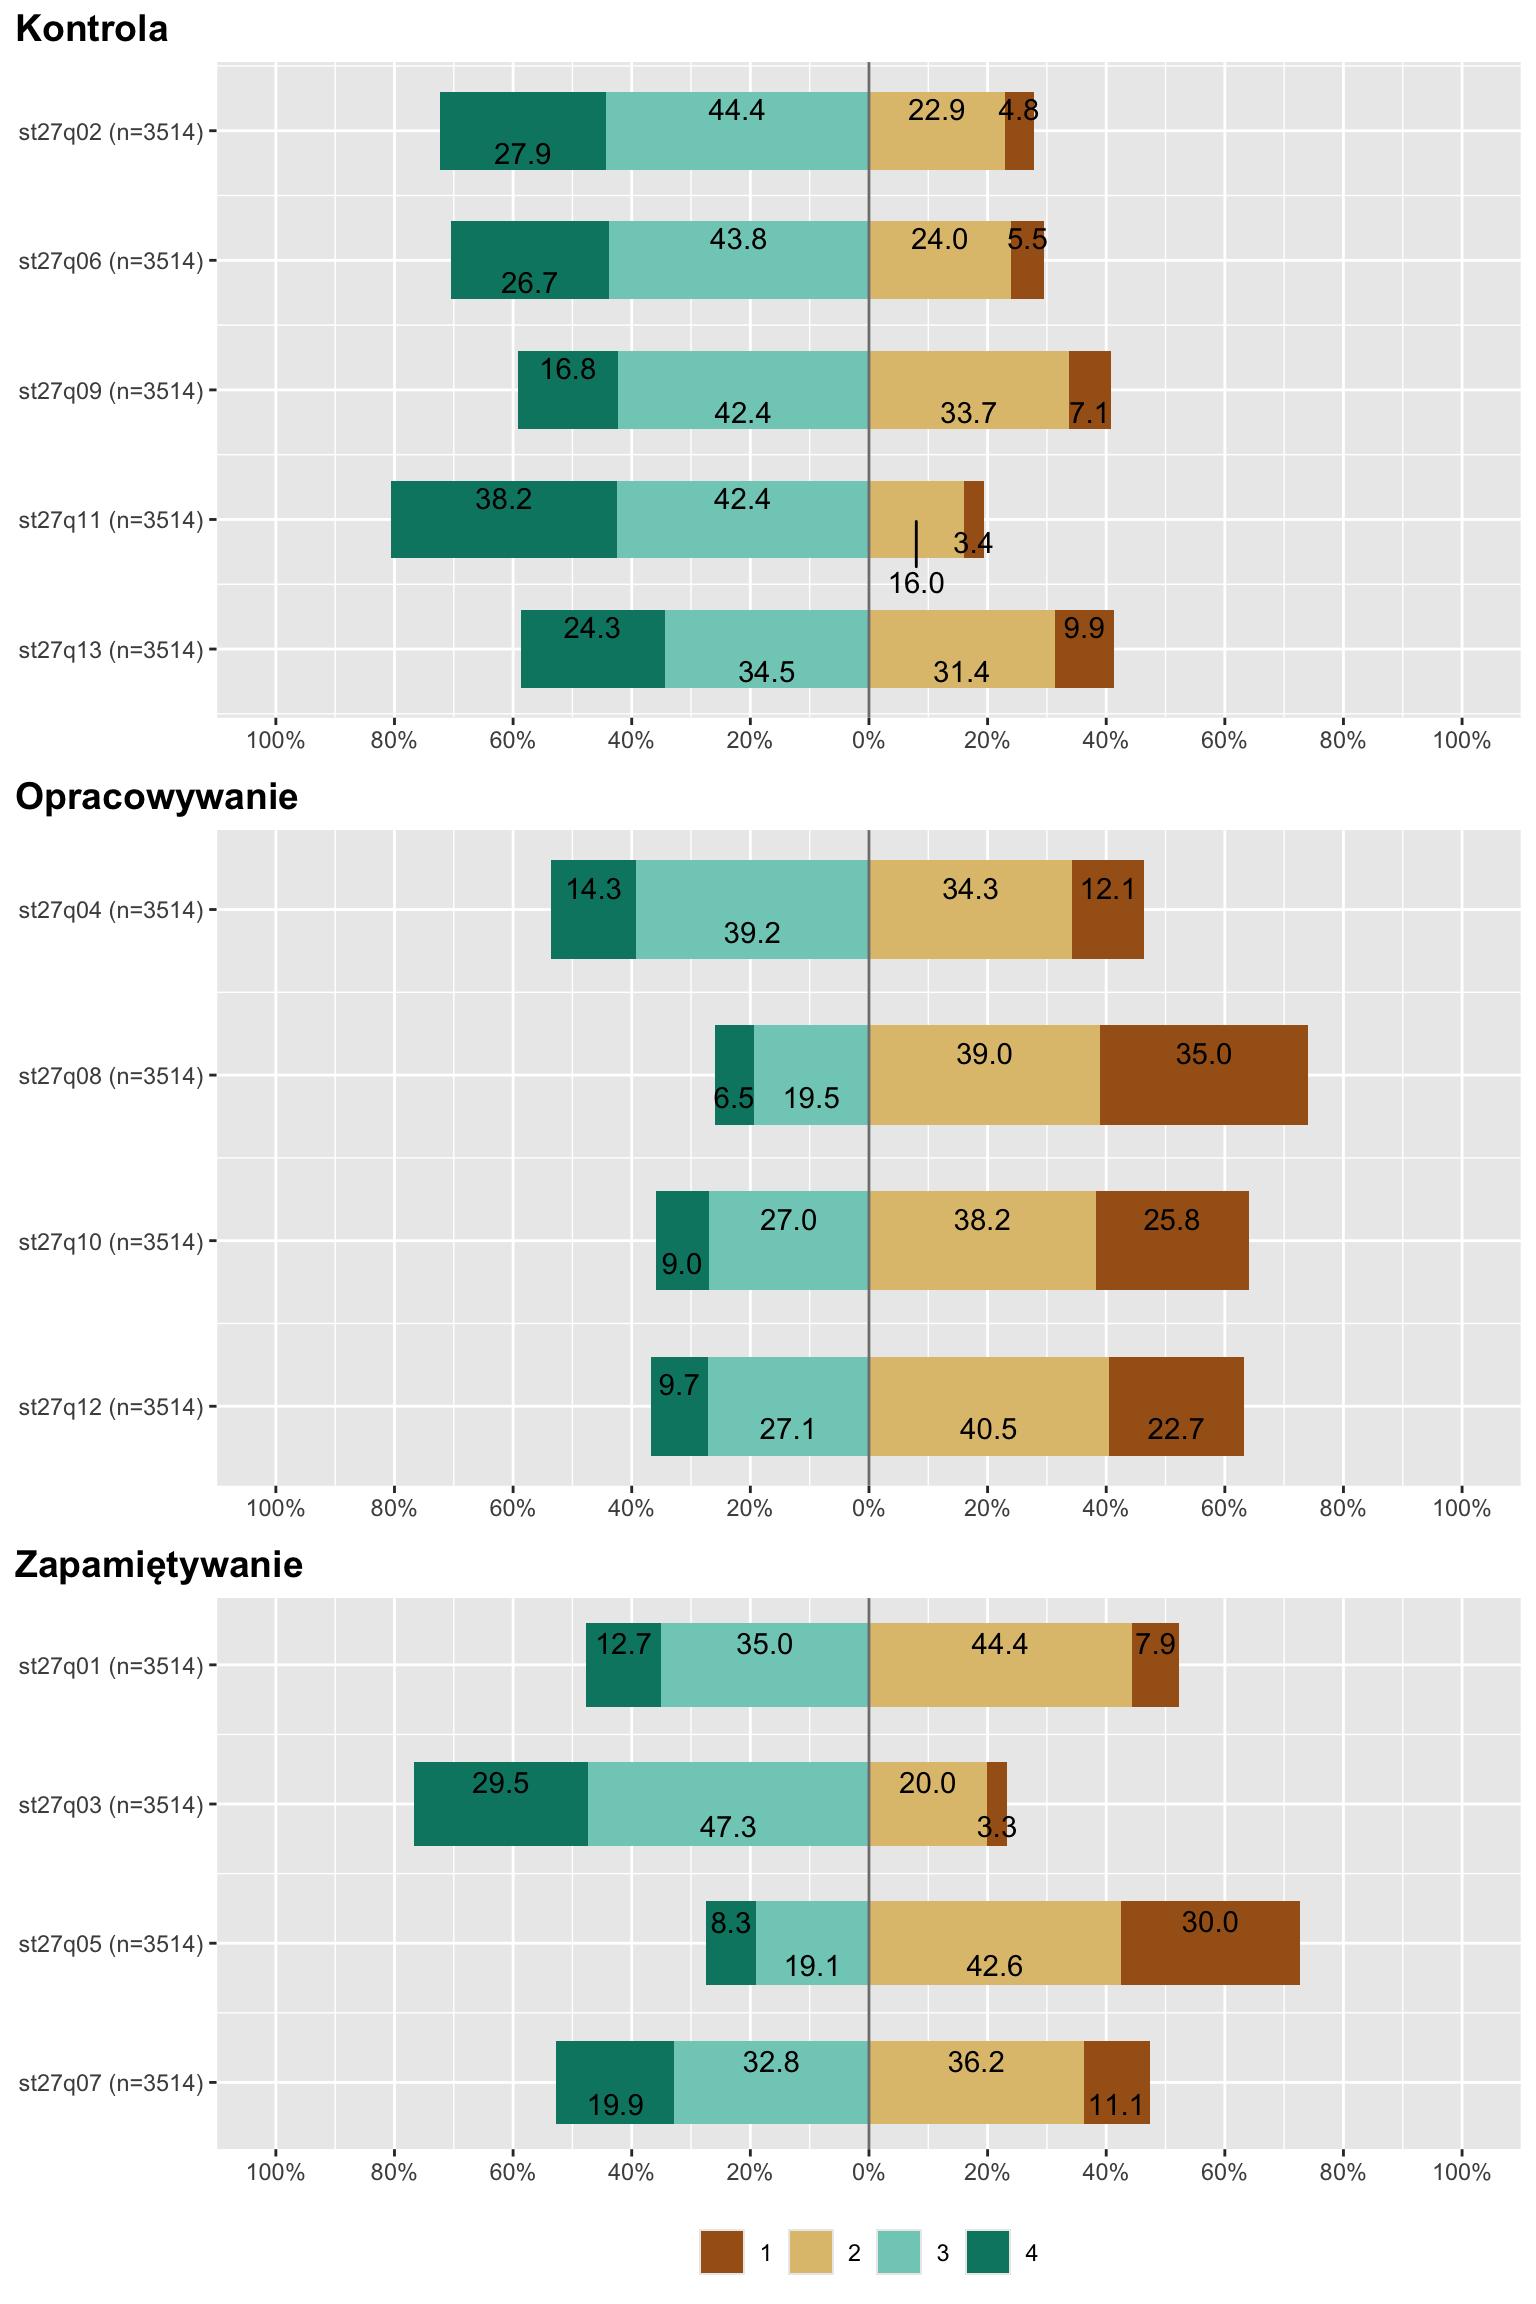 Kontrola
st27q02 (n=3514) 27.9 44.4 22.9 4.8
st27q06 (n=3514) 26.7 43.8 24.0 5.5
st27q09 (n=3514) 16.8 42.4 33.7 7.1
st27q11 (n=3514) 38.2 42.4 16.0 3.4
st27q13 (n=3514) 24.3 34.5 31.4 9.9
100% 80% 60% 40% 20% 0% 20% 40% 60% 80% 100%
Opracowywanie
st27q04 (n=3514) 14.3 39.2 34.3 12.1
st27q08 (n=3514) 6.5 19.5 39.0 35.0
st27q10 (n=3514) 9.0 27.0 38.2 25.8
st27q12 (n=3514) 9.7 27.1 40.5 22.7
100% 80% 60% 40% 20% 0% 20% 40% 60% 80% 100%
Zapamiętywanie
st27q01 (n=3514) 12.7 35.0 44.4 7.9
st27q03 (n=3514) 29.5 47.3 20.0 3.3
st27q05 (n=3514) 8.3 19.1 42.6 30.0
st27q07 (n=3514) 19.9 32.8 36.2 11.1
100% 80% 60% 40% 20% 0% 20% 40% 60% 80% 100%
1 2 3 4